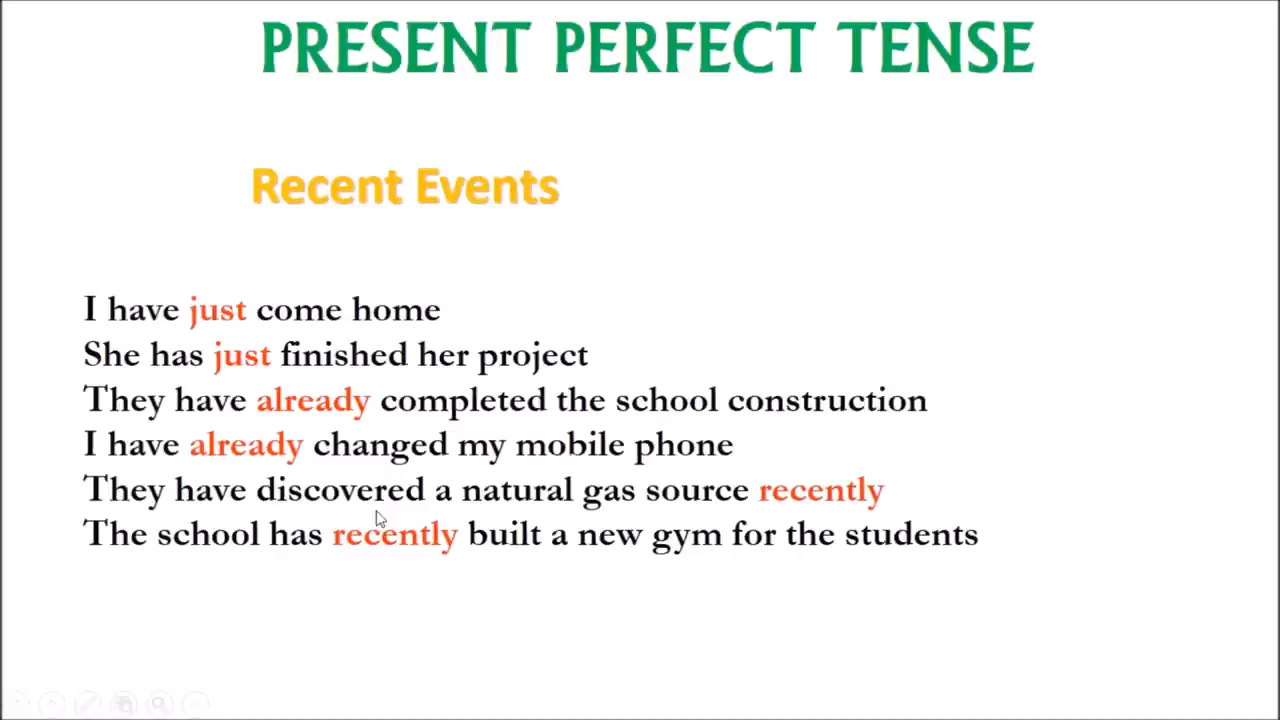 PRESENT PERFECT TENSE
Recent Events
I have just come home
She has just finished her project
They have already completed the school construction
I have already changed my mobile phone
They have discovered a natural gas source recently
The school has recently built a new gym for the students